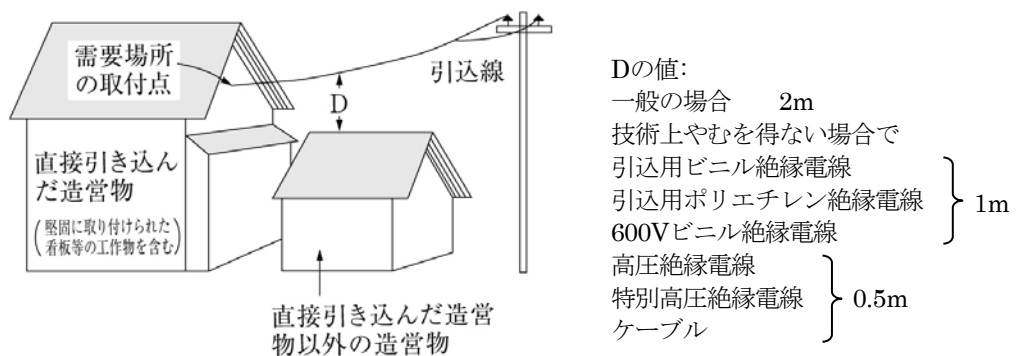 需要場所
の取付点
引込線
D
直接引き込ん
だ造営物
(堅固に取り付けられた
看板等の工作物を含む)
直接引き込んだ造営
物以外の造営物
Dの値:
一般の場合 2m
技術上やむを得ない場合で
引込用ビニル絶縁電線
引込用ポリエチレン絶縁電線
600Vビニル絶縁電線
1m
高圧絶縁電線
特別高圧絶縁電線
ケーブル
0.5m